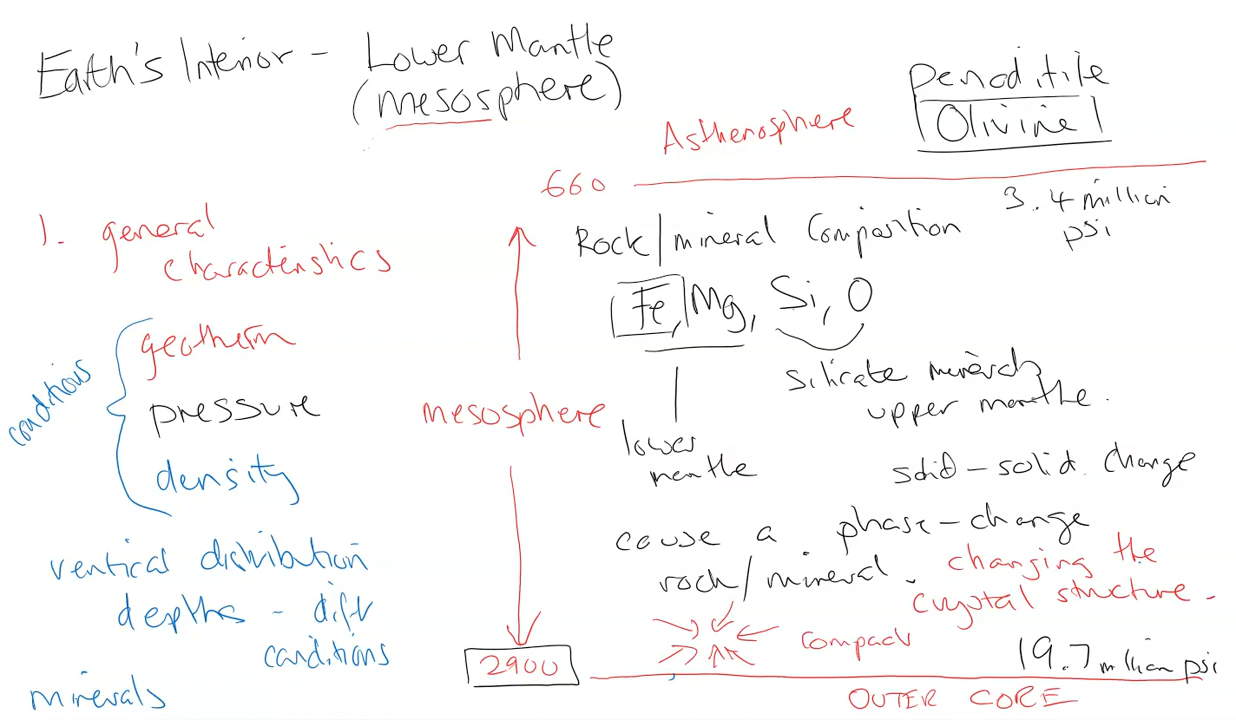 Earth's Interior - Lower Mantle
(mesosphere)
Peridotite
Olivine
Asthenosphere
660
3.4 million
psi
1. general
characteristics
Rock/mineral Composition
Fe, Mg, Si, O
geotherm
pressure
density
conditions
silicate minerals
upper mantle.
mesosphere
lower
mantle
solid-solid change
cause a phase-change
rock/mineral.
changing the
crystal structure.
vertical distribution
depths - diff
conditions
compact
19.7 million psi
2900
minerals
OUTER CORE